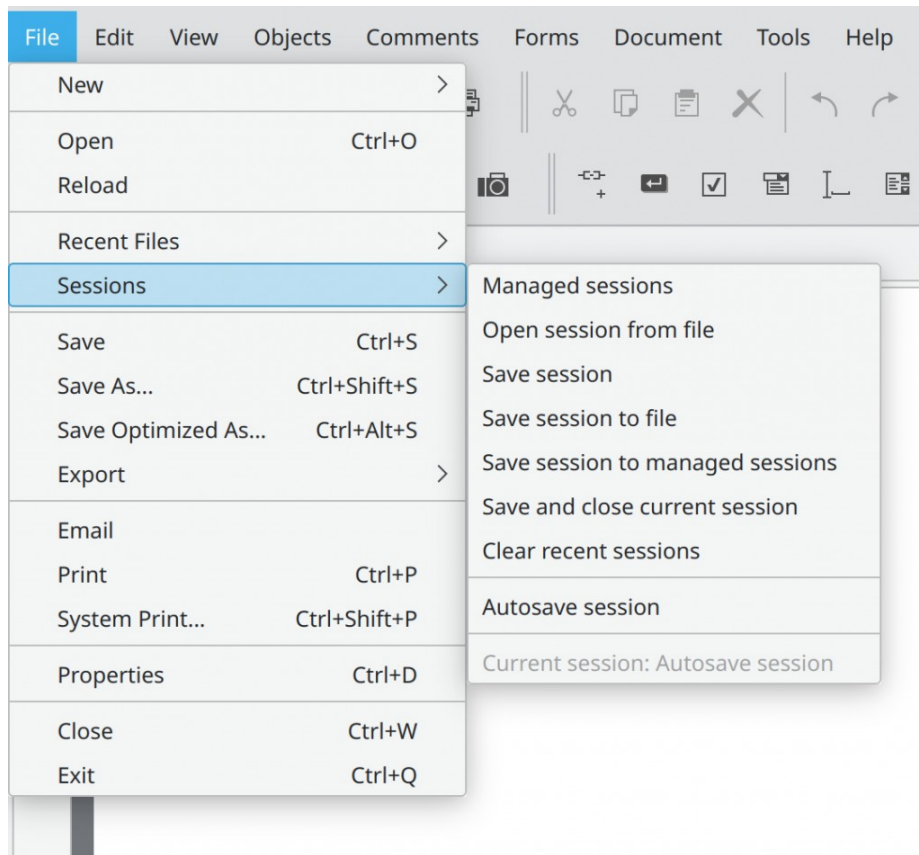 File Edit View Objects Comments Forms Document Tools Help
New
Open Ctrl+O
Reload
Recent Files
Sessions
Save Ctrl+S
Save As... Ctrl+Shift+S
Save Optimized As... Ctrl+Alt+S
Export
Email
Print Ctrl+P
System Print... Ctrl+Shift+P
Properties Ctrl+D
Close Ctrl+W
Exit Ctrl+Q
Managed sessions
Open session from file
Save session
Save session to file
Save session to managed sessions
Save and close current session
Clear recent sessions
Autosave session
Current session: Autosave session